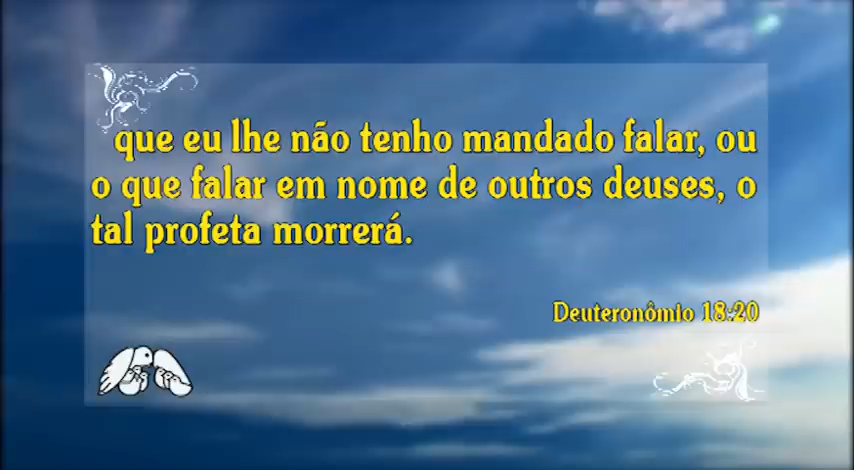 que eu lhe não tenho mandado falar, ou
o que falar em nome de outros deuses, o
tal profeta morrerá.
Deuteronômio 18:20